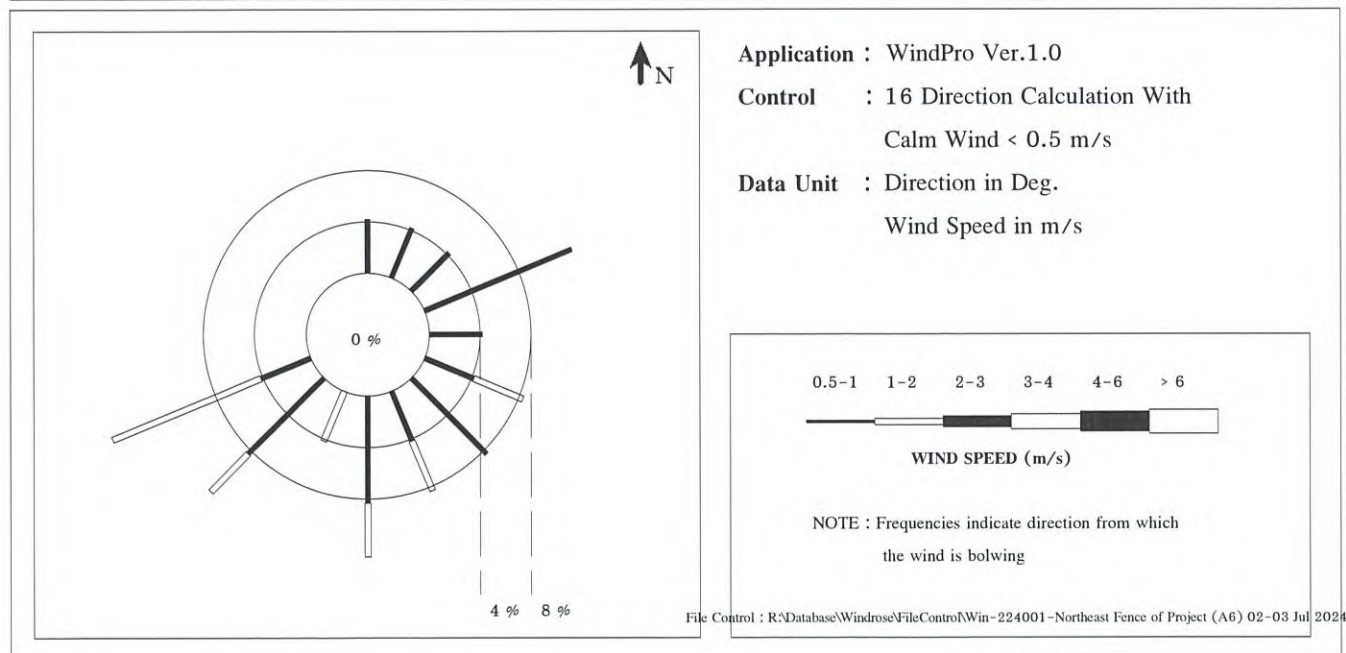 N
0 %
4 % 8 %
Application : WindPro Ver.1.0
Control : 16 Direction Calculation With
Calm Wind < 0.5 m/s
Data Unit : Direction in Deg.
Wind Speed in m/s
0.5-1 1-2 2-3 3-4 4-6 > 6
WIND SPEED (m/s)
NOTE : Frequencies indicate direction from which
the wind is bolwing
File Control : R:\Database\Windrose\FileControl\Win-224001-Northeast Fence of Project (A6) 02-03 Jul 2024